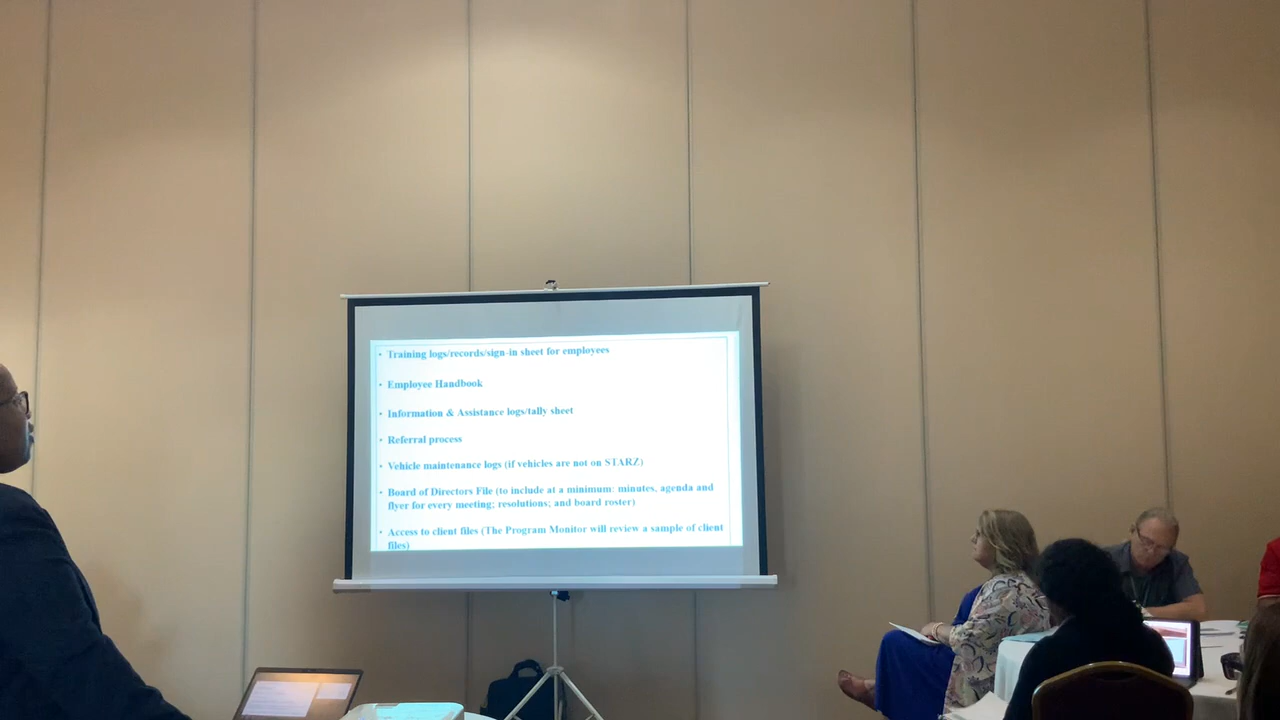 • Training logs/records/sign-in sheet for employees
• Employee Handbook
• Information & Assistance logs/tally sheet
• Referral process
• Vehicle maintenance logs (if vehicles are not on STARZ)
• Board of Directors File (to include at a minimum: minutes, agenda and
flyer for every meeting; resolutions; and board roster)
• Access to client files (The Program Monitor will review a sample of client
files)